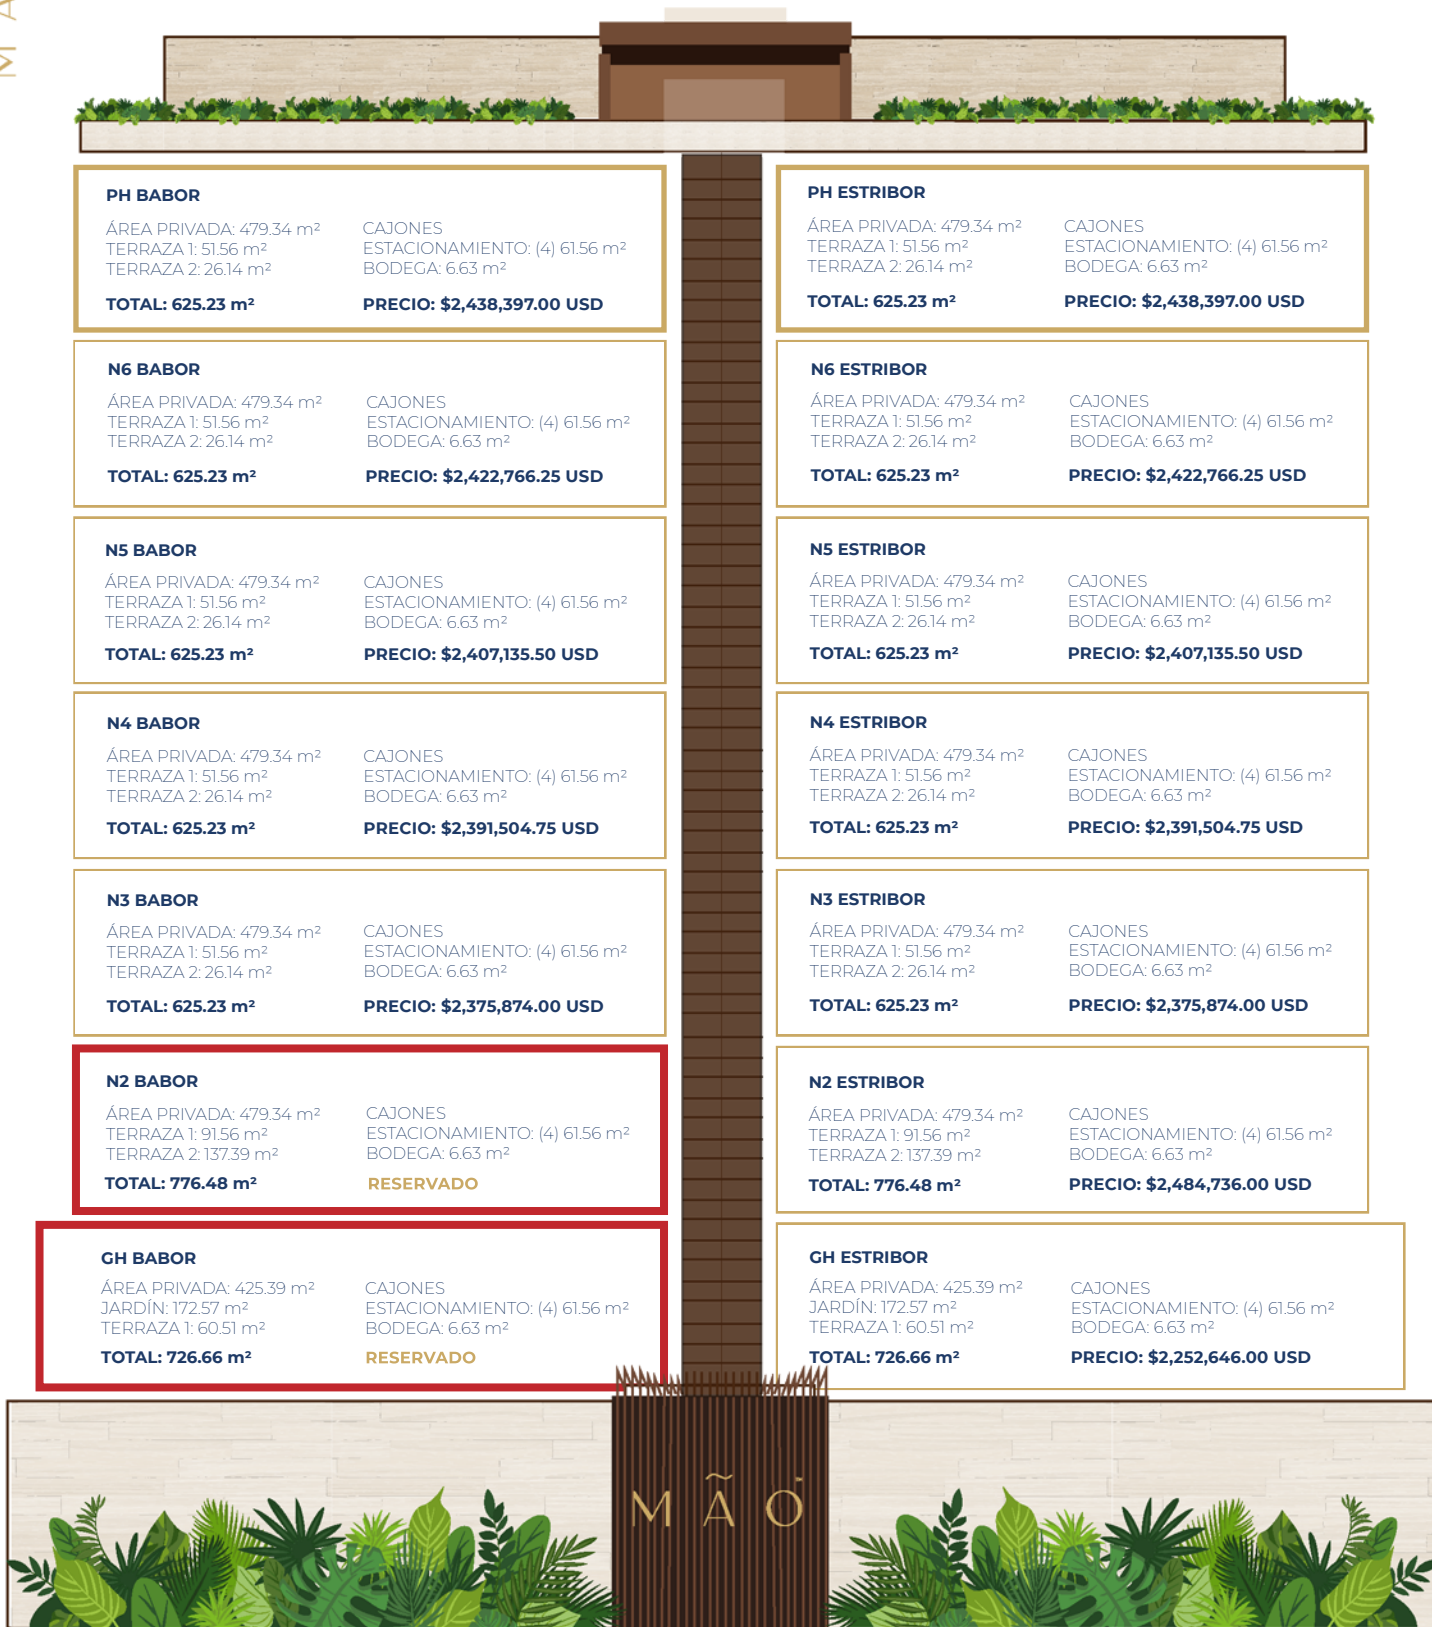 MA
PH BABOR
ÁREA PRIVADA: 479.34 m²
TERRAZA 1: 51.56 m²
TERRAZA 2: 26.14 m²
CAJONES
ESTACIONAMIENTO: (4) 61.56 m²
BODEGA: 6.63 m²
TOTAL: 625.23 m²
PRECIO: $2,438,397.00 USD
PH ESTRIBOR
ÁREA PRIVADA: 479.34 m²
TERRAZA 1: 51.56 m²
TERRAZA 2: 26.14 m²
CAJONES
ESTACIONAMIENTO: (4) 61.56 m²
BODEGA: 6.63 m²
TOTAL: 625.23 m²
PRECIO: $2,438,397.00 USD
N6 BABOR
ÁREA PRIVADA: 479.34 m²
TERRAZA 1: 51.56 m²
TERRAZA 2: 26.14 m²
CAJONES
ESTACIONAMIENTO: (4) 61.56 m²
BODEGA: 6.63 m²
TOTAL: 625.23 m²
PRECIO: $2,422,766.25 USD
N6 ESTRIBOR
ÁREA PRIVADA: 479.34 m²
TERRAZA 1: 51.56 m²
TERRAZA 2: 26.14 m²
CAJONES
ESTACIONAMIENTO: (4) 61.56 m²
BODEGA: 6.63 m²
TOTAL: 625.23 m²
PRECIO: $2,422,766.25 USD
N5 BABOR
ÁREA PRIVADA: 479.34 m²
TERRAZA 1: 51.56 m²
TERRAZA 2: 26.14 m²
CAJONES
ESTACIONAMIENTO: (4) 61.56 m²
BODEGA: 6.63 m²
TOTAL: 625.23 m²
PRECIO: $2,407,135.50 USD
N5 ESTRIBOR
ÁREA PRIVADA: 479.34 m²
TERRAZA 1: 51.56 m²
TERRAZA 2: 26.14 m²
CAJONES
ESTACIONAMIENTO: (4) 61.56 m²
BODEGA: 6.63 m²
TOTAL: 625.23 m²
PRECIO: $2,407,135.50 USD
N4 BABOR
ÁREA PRIVADA: 479.34 m²
TERRAZA 1: 51.56 m²
TERRAZA 2: 26.14 m²
CAJONES
ESTACIONAMIENTO: (4) 61.56 m²
BODEGA: 6.63 m²
TOTAL: 625.23 m²
PRECIO: $2,391,504.75 USD
N4 ESTRIBOR
ÁREA PRIVADA: 479.34 m²
TERRAZA 1: 51.56 m²
TERRAZA 2: 26.14 m²
CAJONES
ESTACIONAMIENTO: (4) 61.56 m²
BODEGA: 6.63 m²
TOTAL: 625.23 m²
PRECIO: $2,391,504.75 USD
N3 BABOR
ÁREA PRIVADA: 479.34 m²
TERRAZA 1: 51.56 m²
TERRAZA 2: 26.14 m²
CAJONES
ESTACIONAMIENTO: (4) 61.56 m²
BODEGA: 6.63 m²
TOTAL: 625.23 m²
PRECIO: $2,375,874.00 USD
N3 ESTRIBOR
ÁREA PRIVADA: 479.34 m²
TERRAZA 1: 51.56 m²
TERRAZA 2: 26.14 m²
CAJONES
ESTACIONAMIENTO: (4) 61.56 m²
BODEGA: 6.63 m²
TOTAL: 625.23 m²
PRECIO: $2,375,874.00 USD
N2 BABOR
ÁREA PRIVADA: 479.34 m²
TERRAZA 1: 91.56 m²
TERRAZA 2: 137.39 m²
CAJONES
ESTACIONAMIENTO: (4) 61.56 m²
BODEGA: 6.63 m²
TOTAL: 776.48 m²
RESERVADO
N2 ESTRIBOR
ÁREA PRIVADA: 479.34 m²
TERRAZA 1: 91.56 m²
TERRAZA 2: 137.39 m²
CAJONES
ESTACIONAMIENTO: (4) 61.56 m²
BODEGA: 6.63 m²
TOTAL: 776.48 m²
PRECIO: $2,484,736.00 USD
GH BABOR
ÁREA PRIVADA: 425.39 m²
JARDÍN: 172.57 m²
TERRAZA 1: 60.51 m²
CAJONES
ESTACIONAMIENTO: (4) 61.56 m²
BODEGA: 6.63 m²
TOTAL: 726.66 m²
RESERVADO
GH ESTRIBOR
ÁREA PRIVADA: 425.39 m²
JARDÍN: 172.57 m²
TERRAZA 1: 60.51 m²
CAJONES
ESTACIONAMIENTO: (4) 61.56 m²
BODEGA: 6.63 m²
TOTAL: 726.66 m²
PRECIO: $2,252,646.00 USD
MÃO